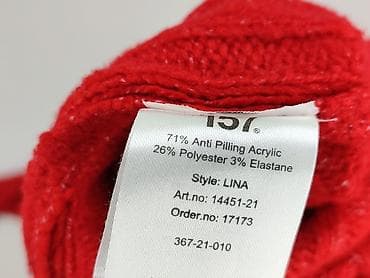 157®
71% Anti Pilling Acrylic
26% Polyester 3% Elastane
Style: LINA
Art.no: 14451-21
Order.no: 17173
367-21-010